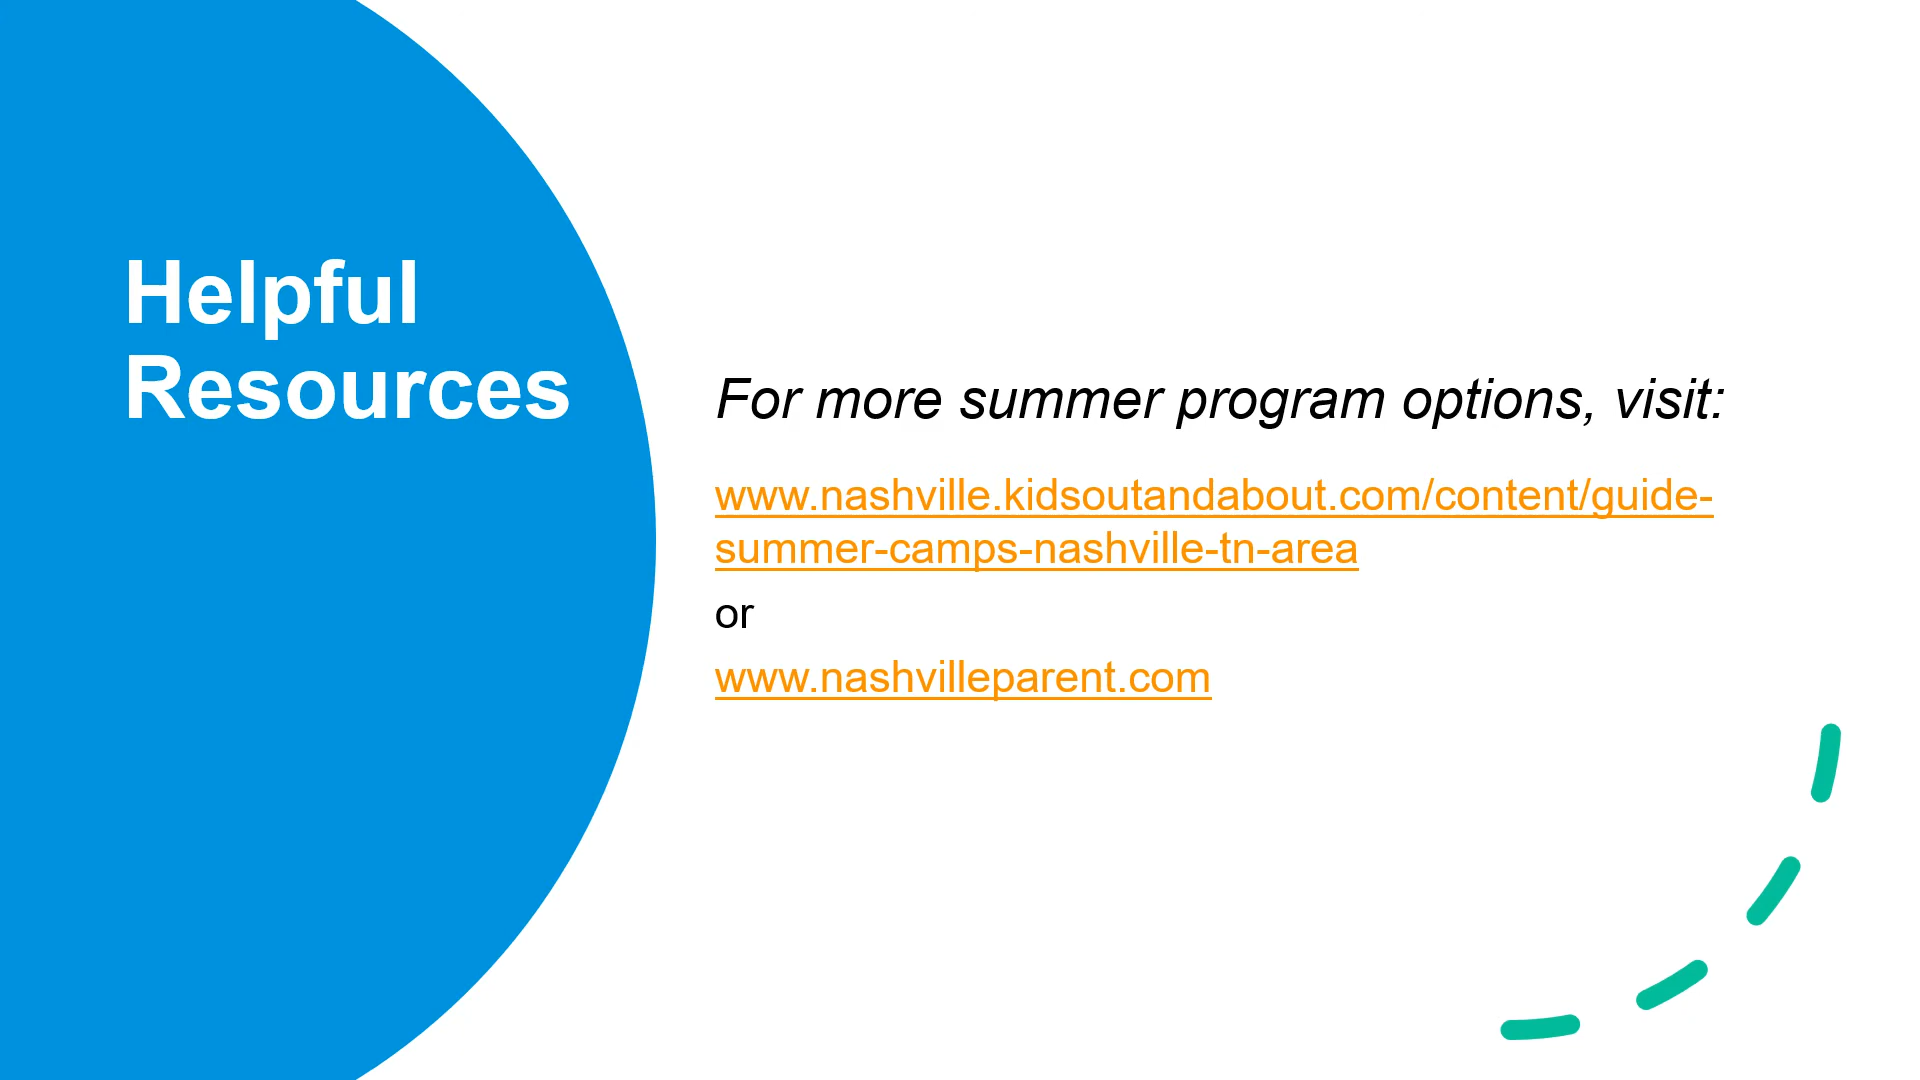 Helpful
Resources
For more summer program options, visit:
www.nashville.kidsoutandabout.com/content/guide-
summer-camps-nashville-tn-area
or
www.nashvilleparent.com